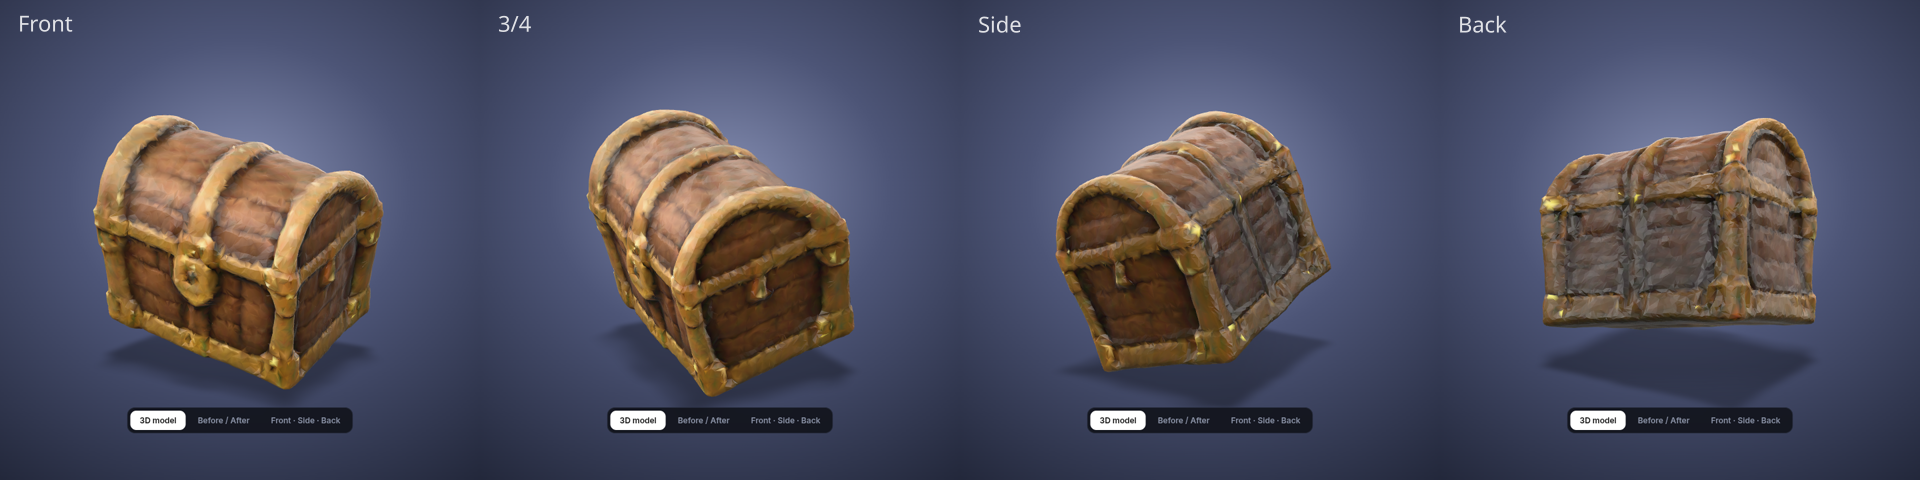 Front
3/4
Side
Back
3D model Before / After Front · Side · Back
3D model Before / After Front · Side · Back
3D model Before / After Front · Side · Back
3D model Before / After Front · Side · Back